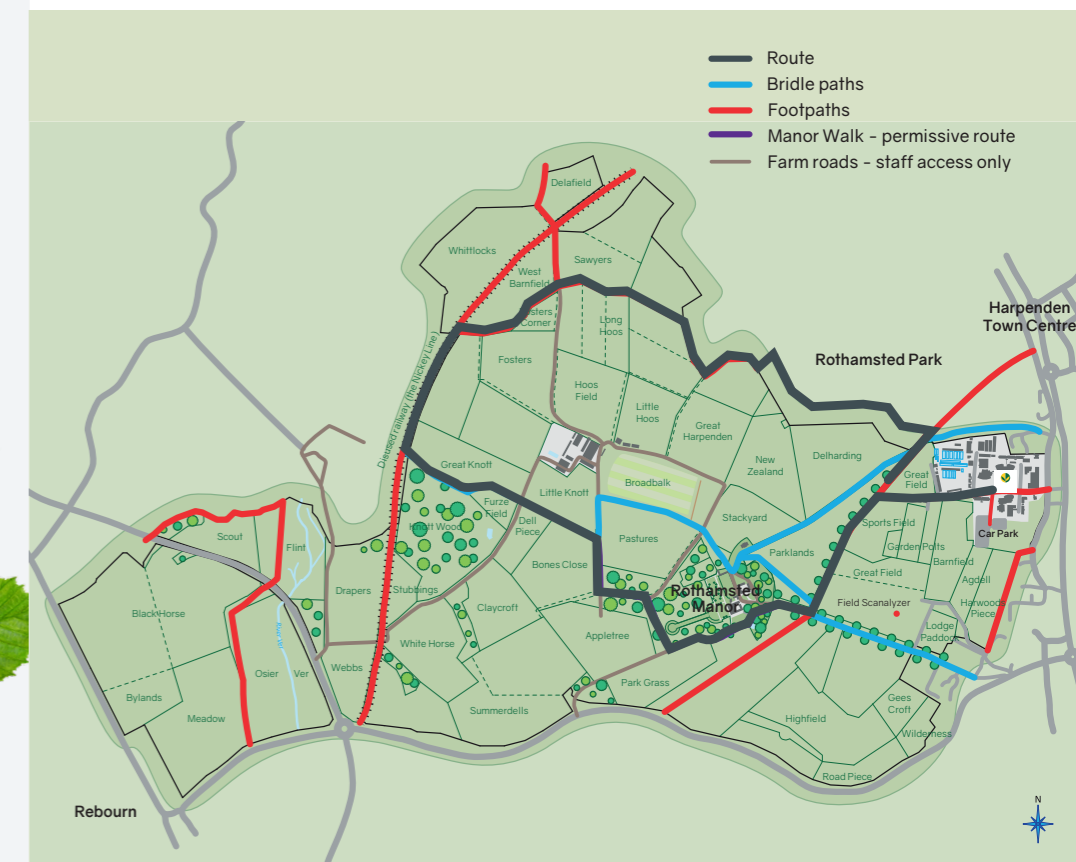 Route
Bridle paths
Footpaths
Manor Walk - permissive route
Farm roads - staff access only
Delafield
Whittlocks
Sawyers
West
Barnfield
Harpenden
Town Centre
Corner
Long
Hoos
Rothamsted Park
Fosters
Disused railway (the Nickey Line)
Hoos
Field
Little
Hoos
Great
Harpenden
Delharding
New
Zealand
Great Knott
Great
Field
Broadbalk
Little Knott
Furze
Field
Knott Wood
Dell
Piece
Stackyard
Sports Field
Car Park
Scout
Flint
Pastures
Parklands
Garden Plots
Barnfield
Bones Close
Great Field
Agdell
Drapers
Stubbings
Rothamsted
Manor
Field Scanalyzer
Harwoods
Piece
BlackHorse
Claycroft
River Ver
Lodge
Paddock
White Horse
Appletree
Webbs
Osier
Ver
Park Grass
Bylands
Meadow
Summerdells
Highfield
Gees
Croft
Wilderness
Road Piece
Rebourn
N